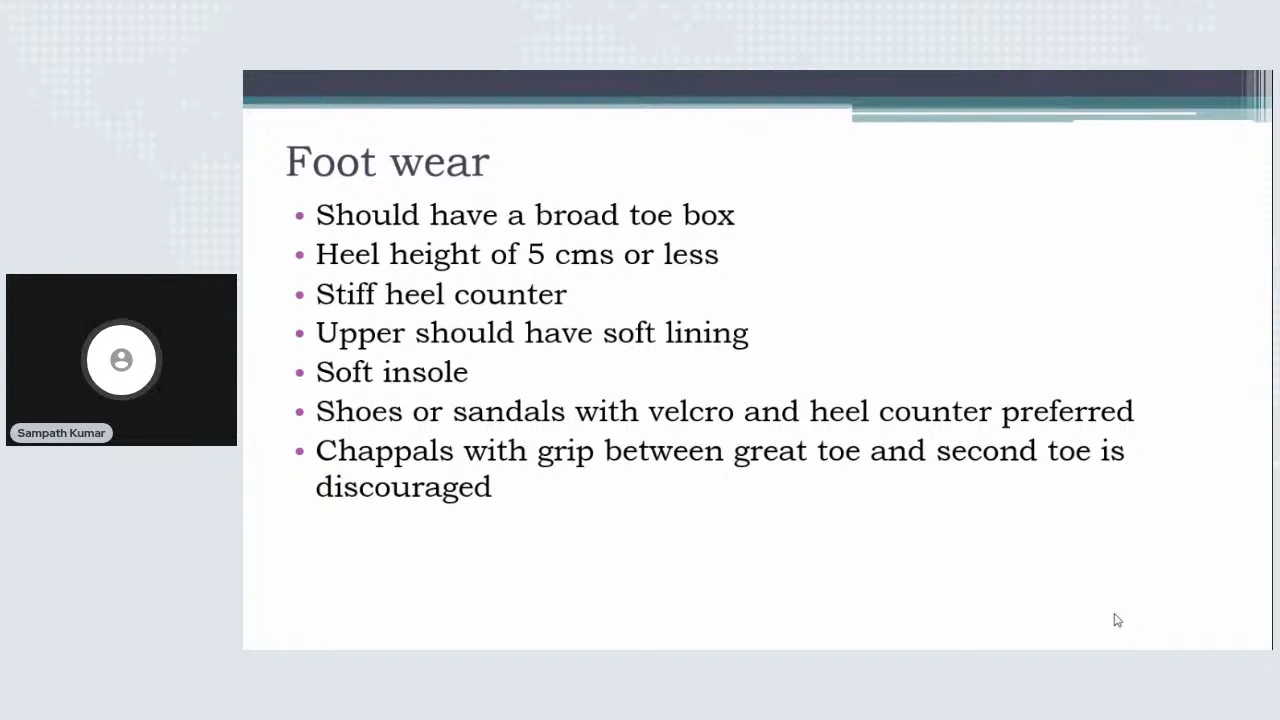 Foot wear
• Should have a broad toe box
• Heel height of 5 cms or less
• Stiff heel counter
• Upper should have soft lining
• Soft insole
• Shoes or sandals with velcro and heel counter preferred
• Chappals with grip between great toe and second toe is
discouraged
Sampath Kumar